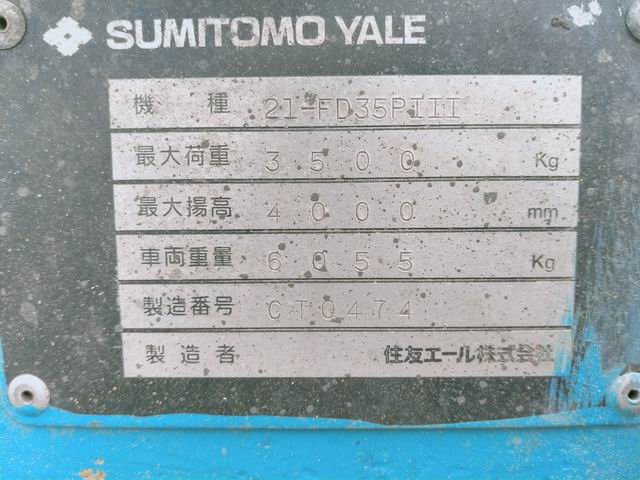 SUMITOMO YALE
機種 21-FD35PIII
最大荷重 3500 Kg
最大揚高 4000 mm
車両重量 6055 Kg
製造番号 CT0474
製造者 住友エール株式会社